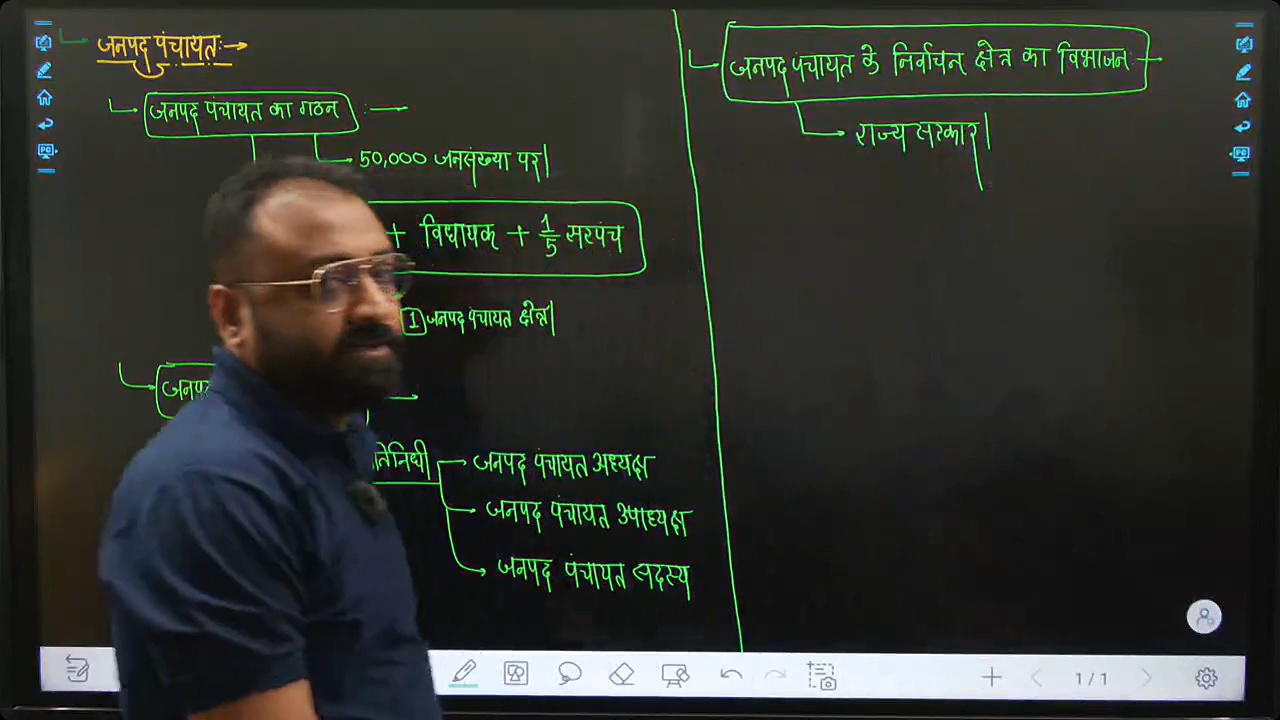 जनपद पंचायतः→
जनपद पंचायत का गठन :—
50,000 जनसंख्या पर|
+ विधायक + 1/5 सरपंच
1 जनपद पंचायत क्षेत्र|
जनपद
जनपद पंचायत अध्यक्ष
जनपद पंचायत उपाध्यक्ष
जनपद पंचायत सदस्य
जनपद पंचायत के निर्वाचन क्षेत्र का विभाजन
राज्य सरकार|
1/1